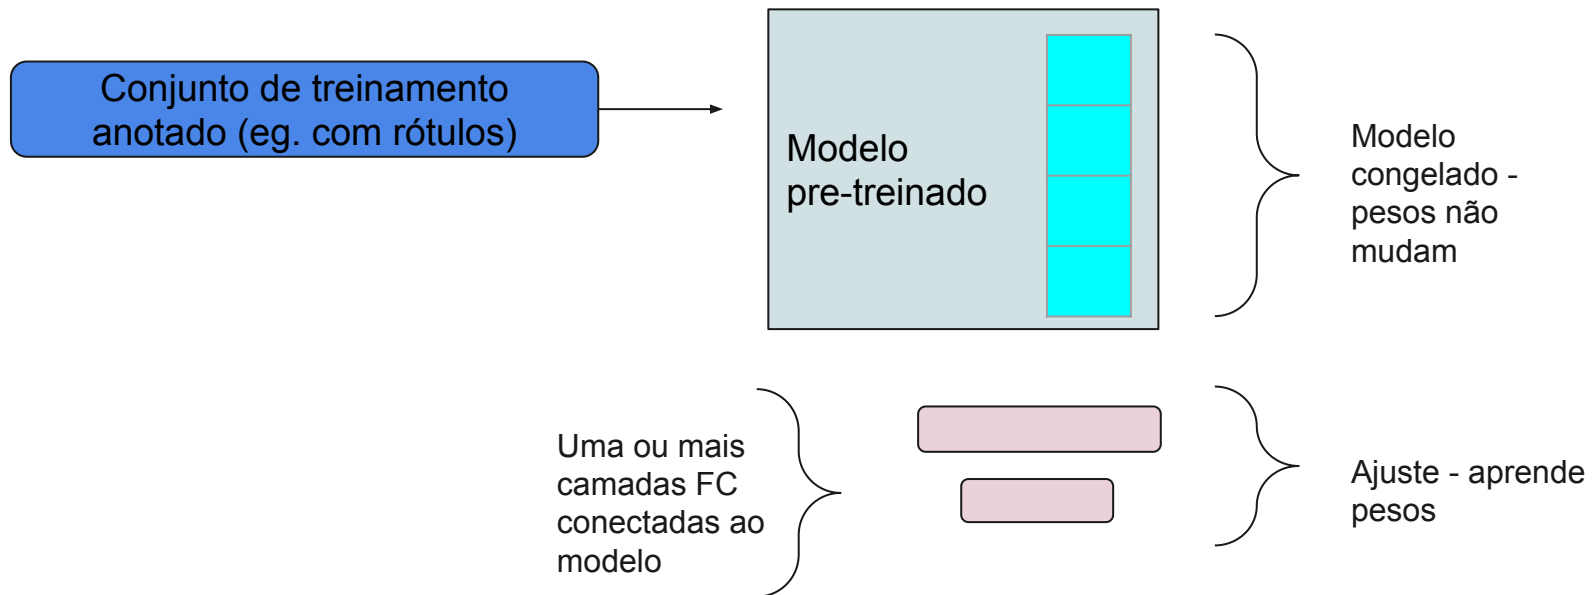 Conjunto de treinamento
anotado (eg. com rótulos)
Modelo
pre-treinado
Modelo
congelado -
pesos não
mudam
Uma ou mais
camadas FC
conectadas ao
modelo
Ajuste - aprende
pesos